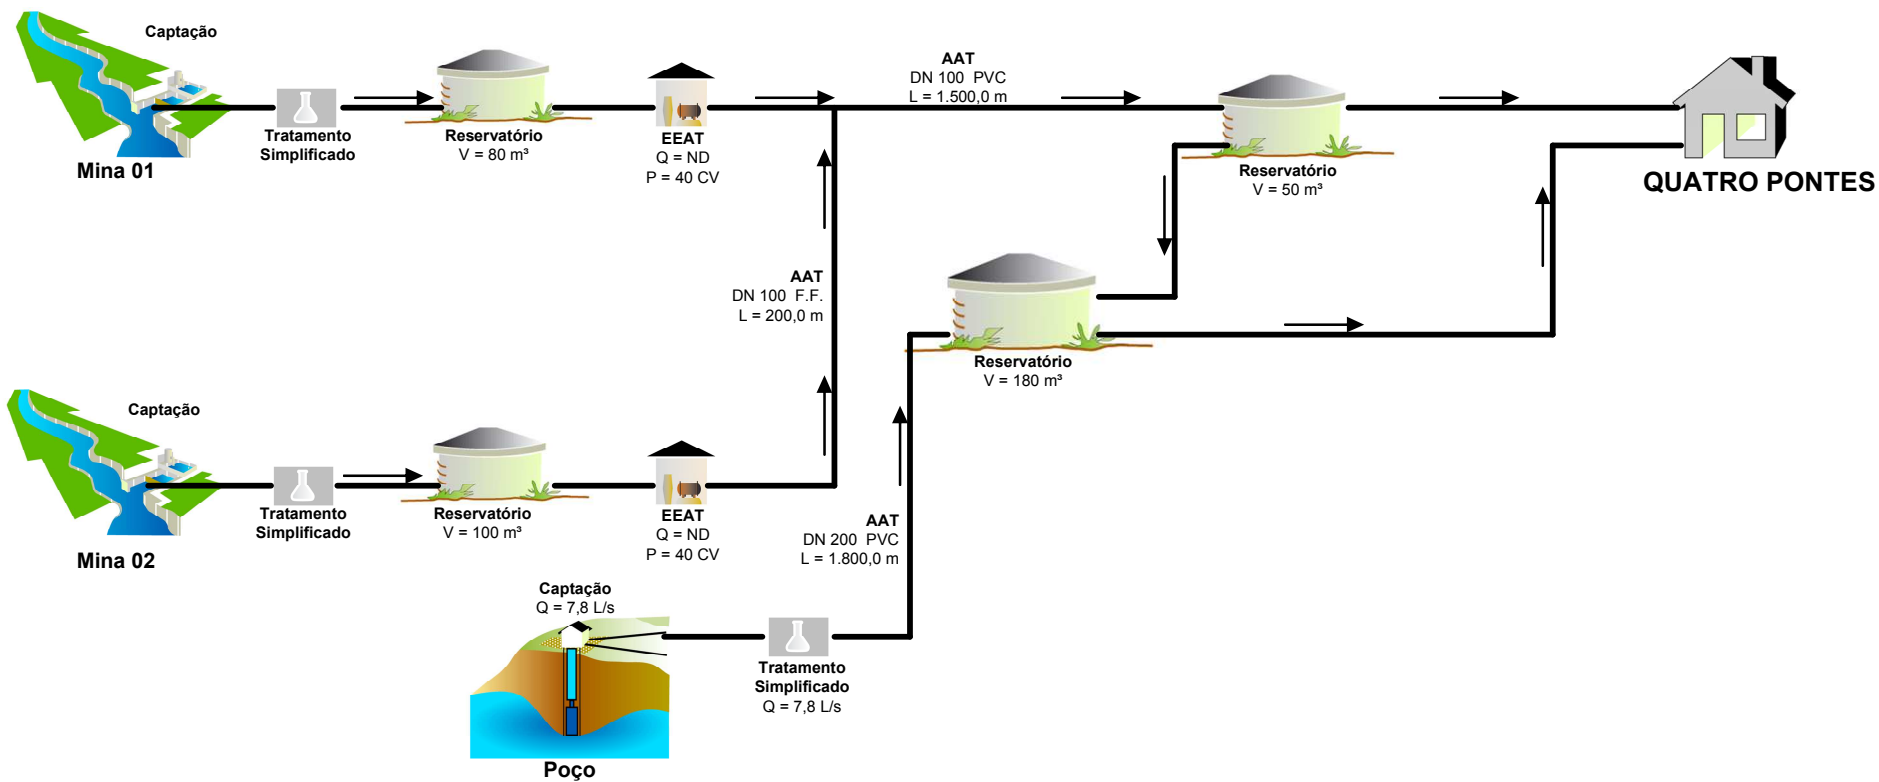 Captação
Mina 01
Tratamento
Simplificado
Reservatório
V = 80 m³
EEAT
Q = ND
P = 40 CV
AAT
DN 100  PVC
L = 1.500,0 m
Reservatório
V = 50 m³
QUATRO PONTES
AAT
DN 100  F.F.
L = 200,0 m
Reservatório
V = 180 m³
Captação
Mina 02
Tratamento
Simplificado
Reservatório
V = 100 m³
EEAT
Q = ND
P = 40 CV
AAT
DN 200  PVC
L = 1.800,0 m
Captação
Q = 7,8 L/s
Poço
Tratamento
Simplificado
Q = 7,8 L/s